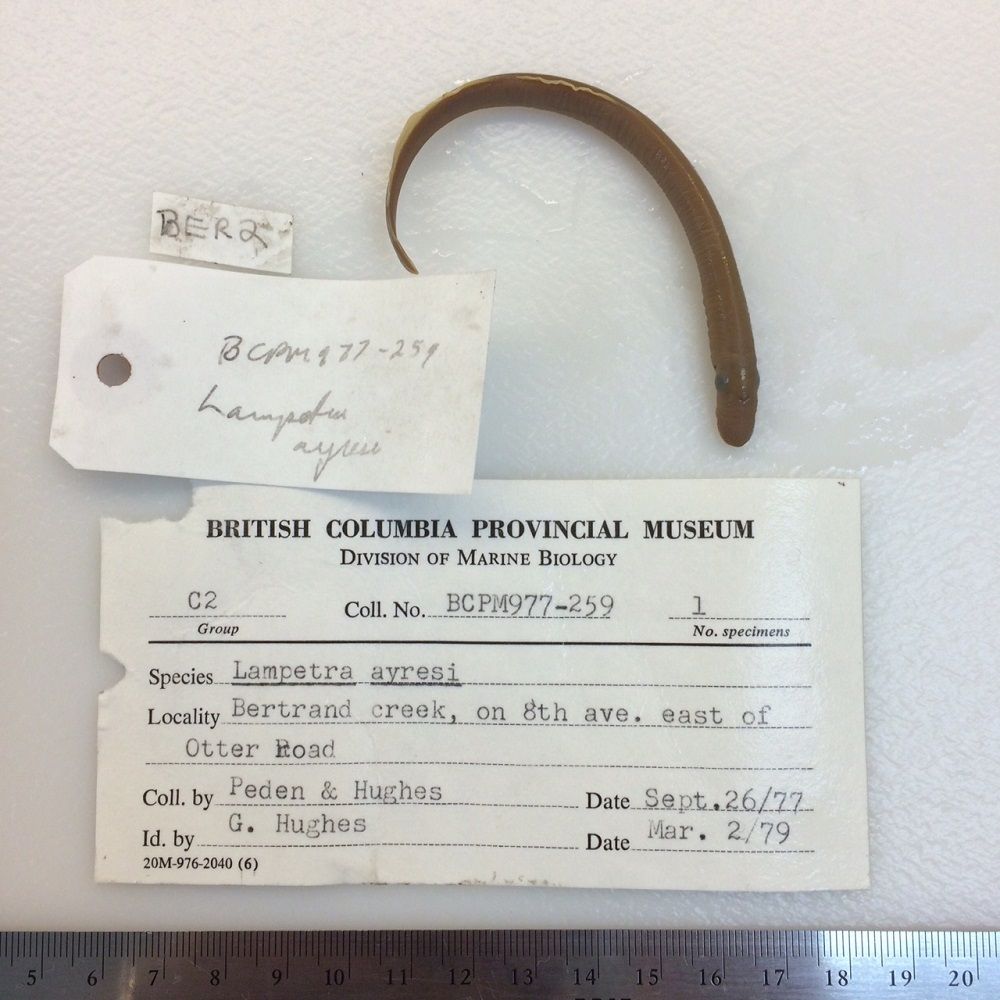 BER2
BCPM977-259
Lampetra
ayresi
BRITISH COLUMBIA PROVINCIAL MUSEUM
DIVISION OF MARINE BIOLOGY
C2 Coll. No. BCPM977-259 1
Group No. specimens
Species Lampetra ayresi
Locality Bertrand creek, on 8th ave. east of
Otter Road
Coll. by Peden & Hughes Date Sept.26/77
Id. by G. Hughes Date Mar. 2/79
20M-976-2040 (6)
5 6 7 8 9 10 11 12 13 14 15 16 17 18 19 20